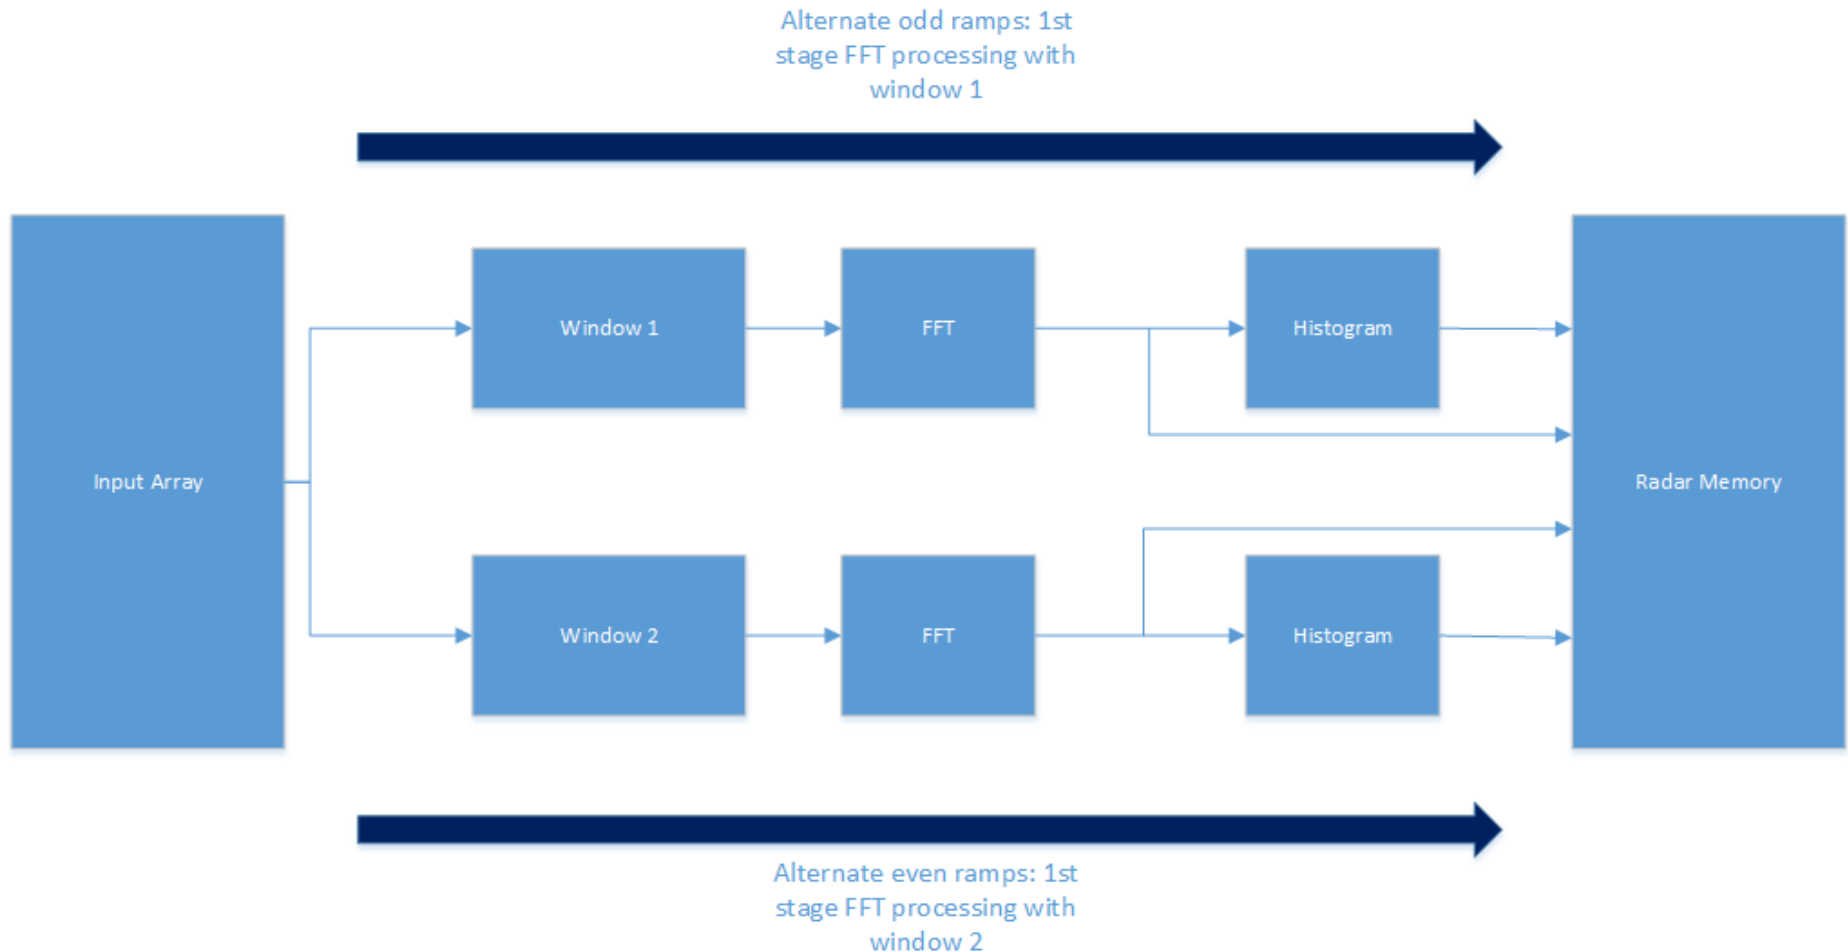 Alternate odd ramps: 1st
stage FFT processing with
window 1
Window 1
FFT
Histogram
Input Array
Radar Memory
Window 2
FFT
Histogram
Alternate even ramps: 1st
stage FFT processing with
window 2